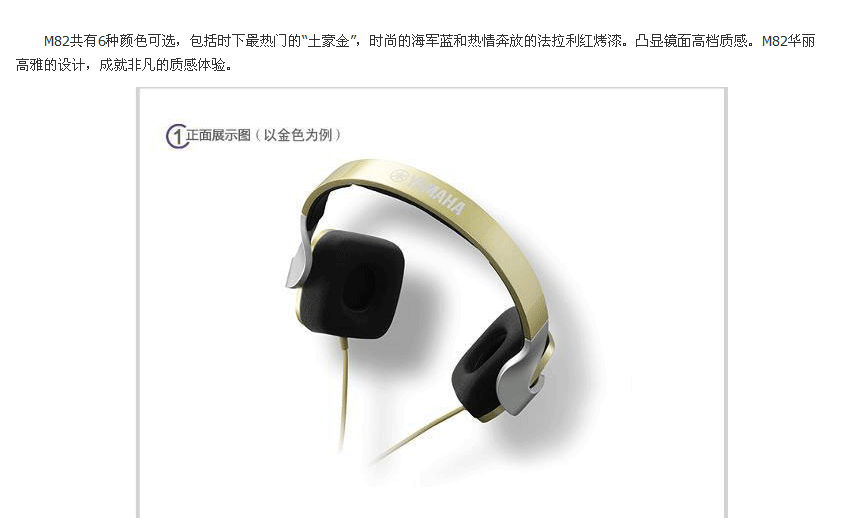 M82共有6种颜色可选，包括时下最热门的“土豪金”，时尚的海军蓝和热情奔放的法拉利红烤漆。凸显镜面高档质感。M82华丽
高雅的设计，成就非凡的质感体验。
1正面展示图（以金色为例）
YAMAHA